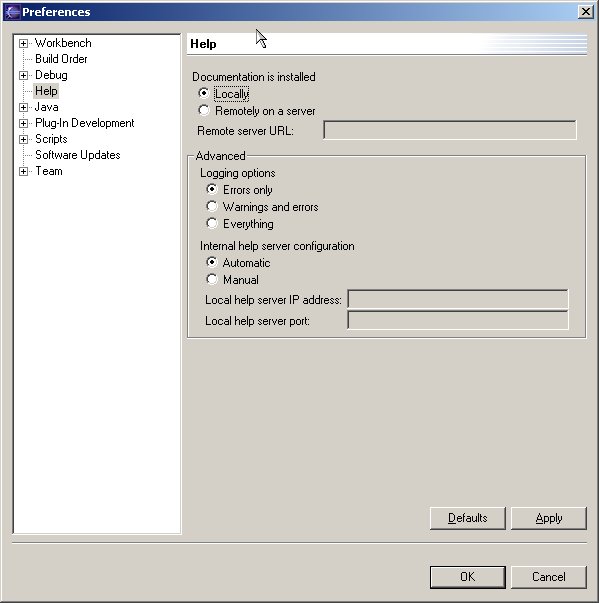 Preferences
Workbench
Build Order
Debug
Help
Java
Plug-In Development
Scripts
Software Updates
Team
Help
Documentation is installed
Locally
Remotely on a server
Remote server URL:
Advanced
Logging options
Errors only
Warnings and errors
Everything
Internal help server configuration
Automatic
Manual
Local help server IP address:
Local help server port:
Defaults Apply
OK Cancel